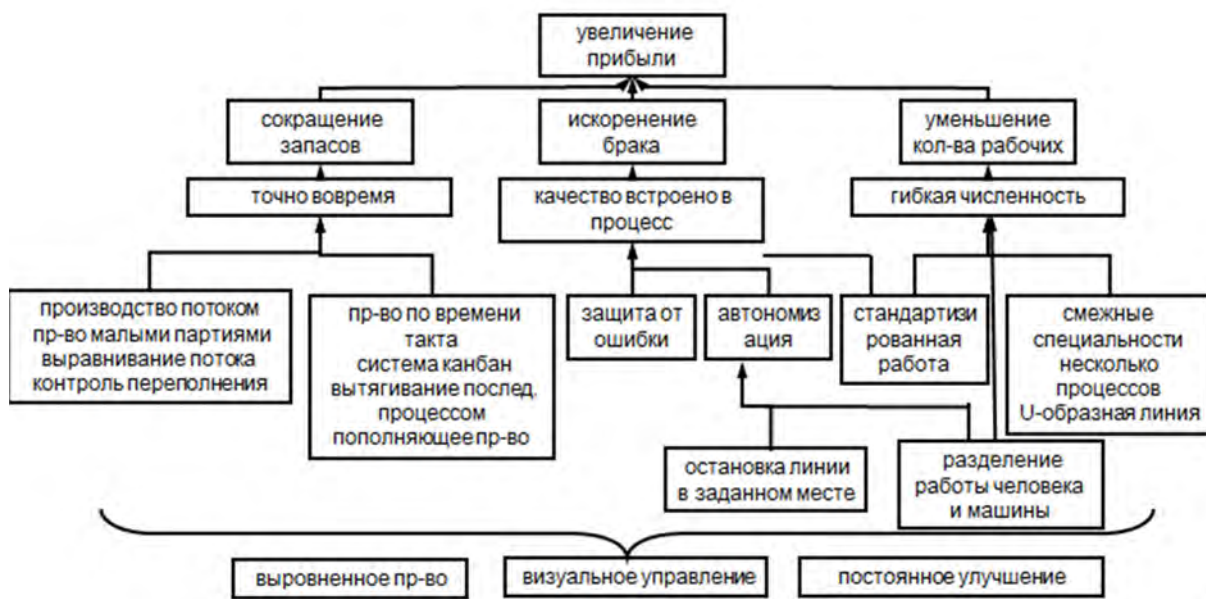 увеличение
прибыли
сокращение
запасов
искоренение
брака
уменьшение
кол-ва рабочих
точно вовремя
качество встроено в
процесс
гибкая численность
производство потоком
пр-во малыми партиями
выравнивание потока
контроль переполнения
пр-во по времени
такта
система канбан
вытягивание послед.
процессом
пополняющее пр-во
защита от
ошибки
автономиз
ация
стандартизи
рованная
работа
смежные
специальности
несколько
процессов
U-образная линия
остановка линии
в заданном месте
разделение
работы человека
и машины
выровненное пр-во
визуальное управление
постоянное улучшение